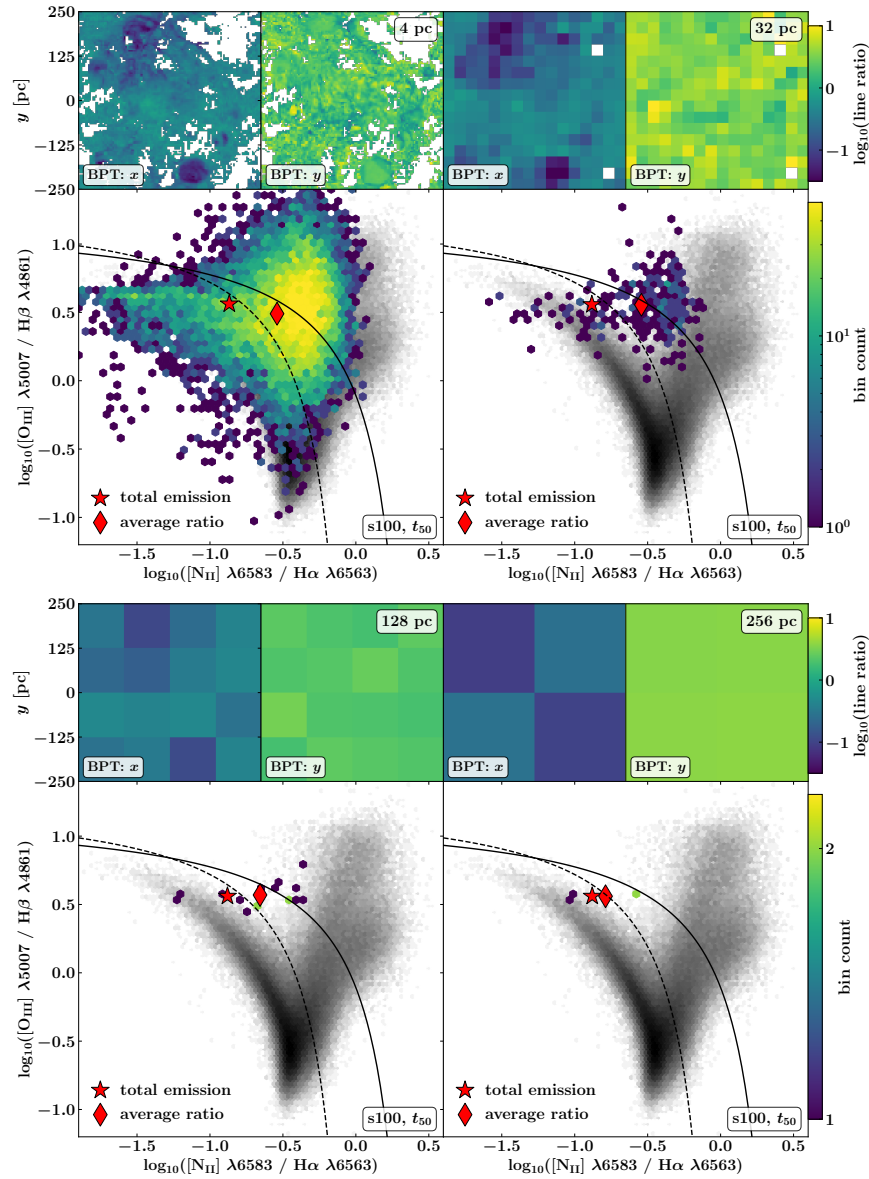 250
125
0
−125
−250
y [pc]
4 pc
BPT: x
BPT: y
32 pc
BPT: x
BPT: y
1
0
−1
log₁₀(line ratio)
1.0
0.5
0.0
−0.5
−1.0
log₁₀([OIII] λ5007 / Hβ λ4861)
total emission
average ratio
s100, t₅₀
total emission
average ratio
s100, t₅₀
10¹
10⁰
bin count
−1.5 −1.0 −0.5 0.0 0.5
log₁₀([NII] λ6583 / Hα λ6563)
−1.5 −1.0 −0.5 0.0 0.5
log₁₀([NII] λ6583 / Hα λ6563)
250
125
0
−125
−250
y [pc]
128 pc
BPT: x
BPT: y
256 pc
BPT: x
BPT: y
1
0
−1
log₁₀(line ratio)
1.0
0.5
0.0
−0.5
−1.0
log₁₀([OIII] λ5007 / Hβ λ4861)
total emission
average ratio
s100, t₅₀
total emission
average ratio
s100, t₅₀
2
1
bin count
−1.5 −1.0 −0.5 0.0 0.5
log₁₀([NII] λ6583 / Hα λ6563)
−1.5 −1.0 −0.5 0.0 0.5
log₁₀([NII] λ6583 / Hα λ6563)